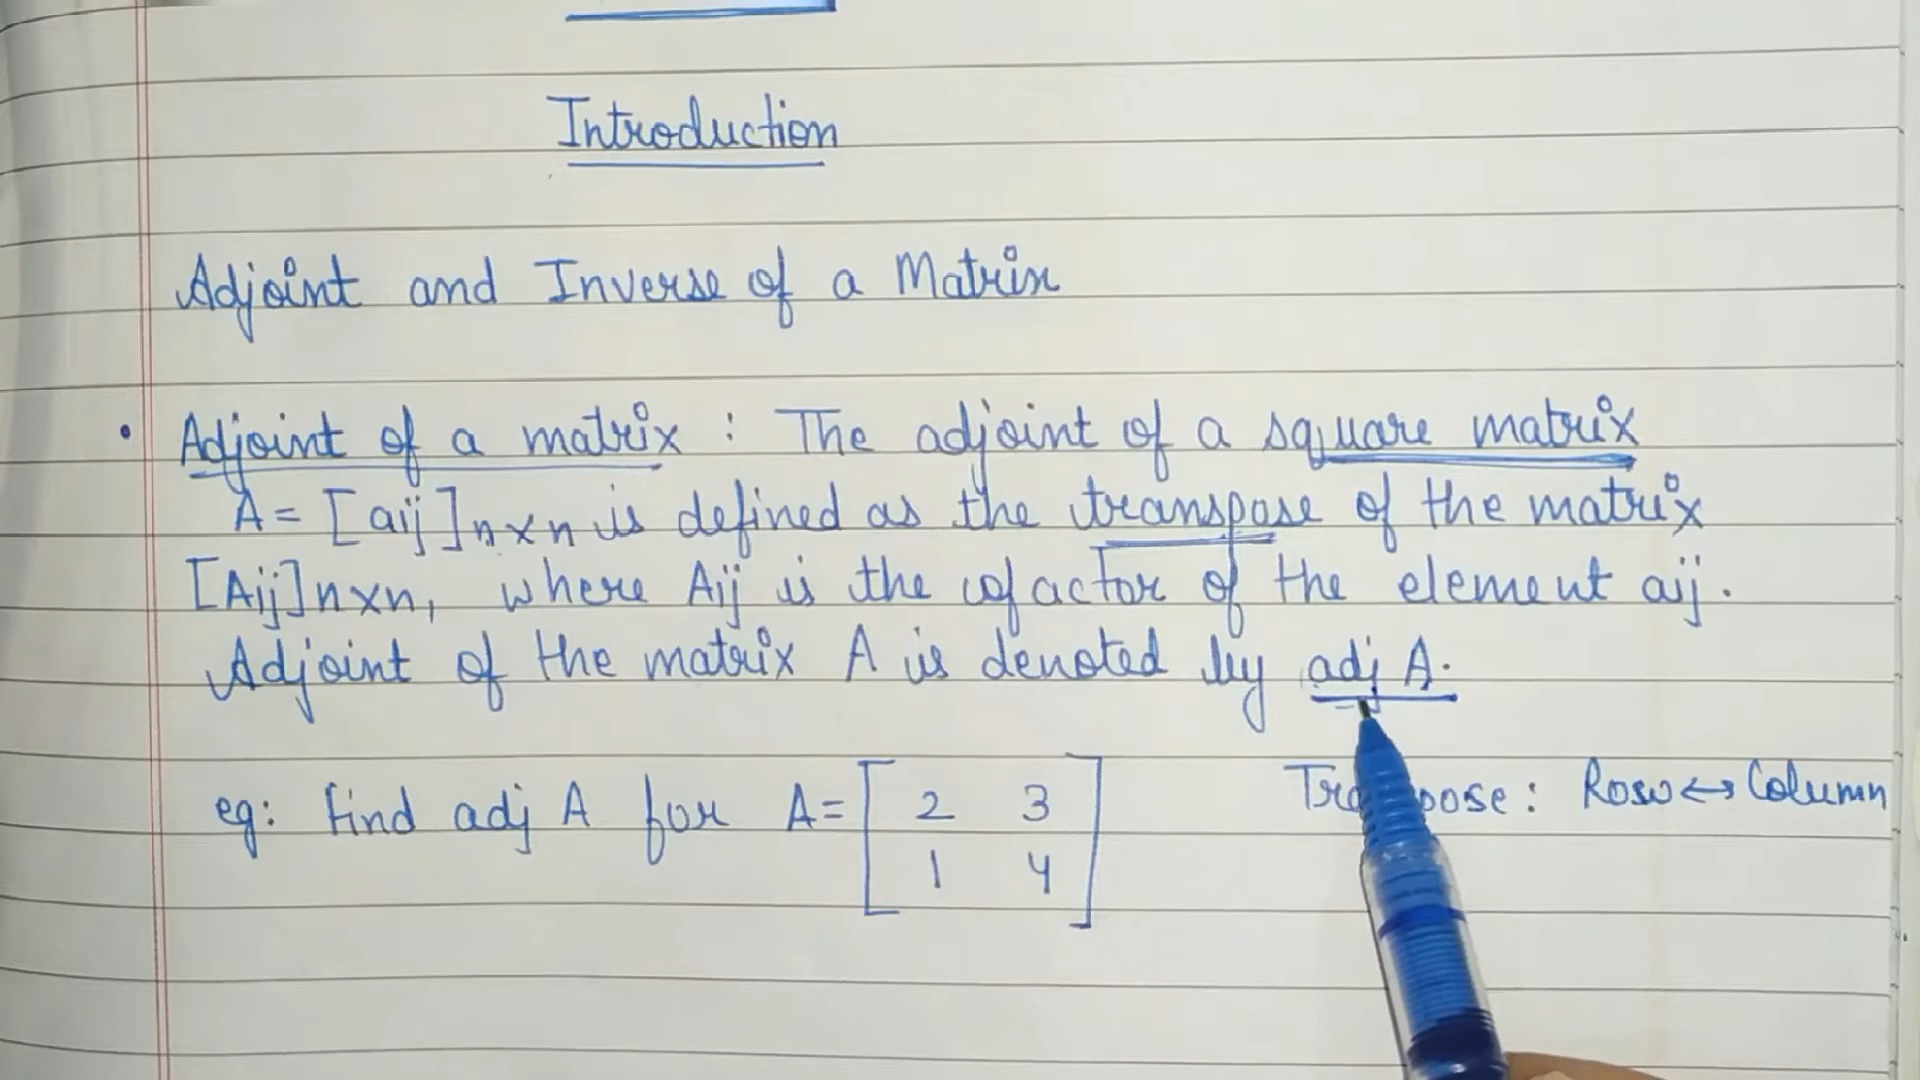 Introduction
Adjoint and Inverse of a Matrix
• Adjoint of a matrix : The adjoint of a square matrix
A = [aij]n×n is defined as the transpose of the matrix
[Aij]n×n, where Aij is the cofactor of the element aij.
Adjoint of the matrix A is denoted by adj A.
eg: find adj A for A = [2 3
1 4]
Transpose: Row ↔ Column